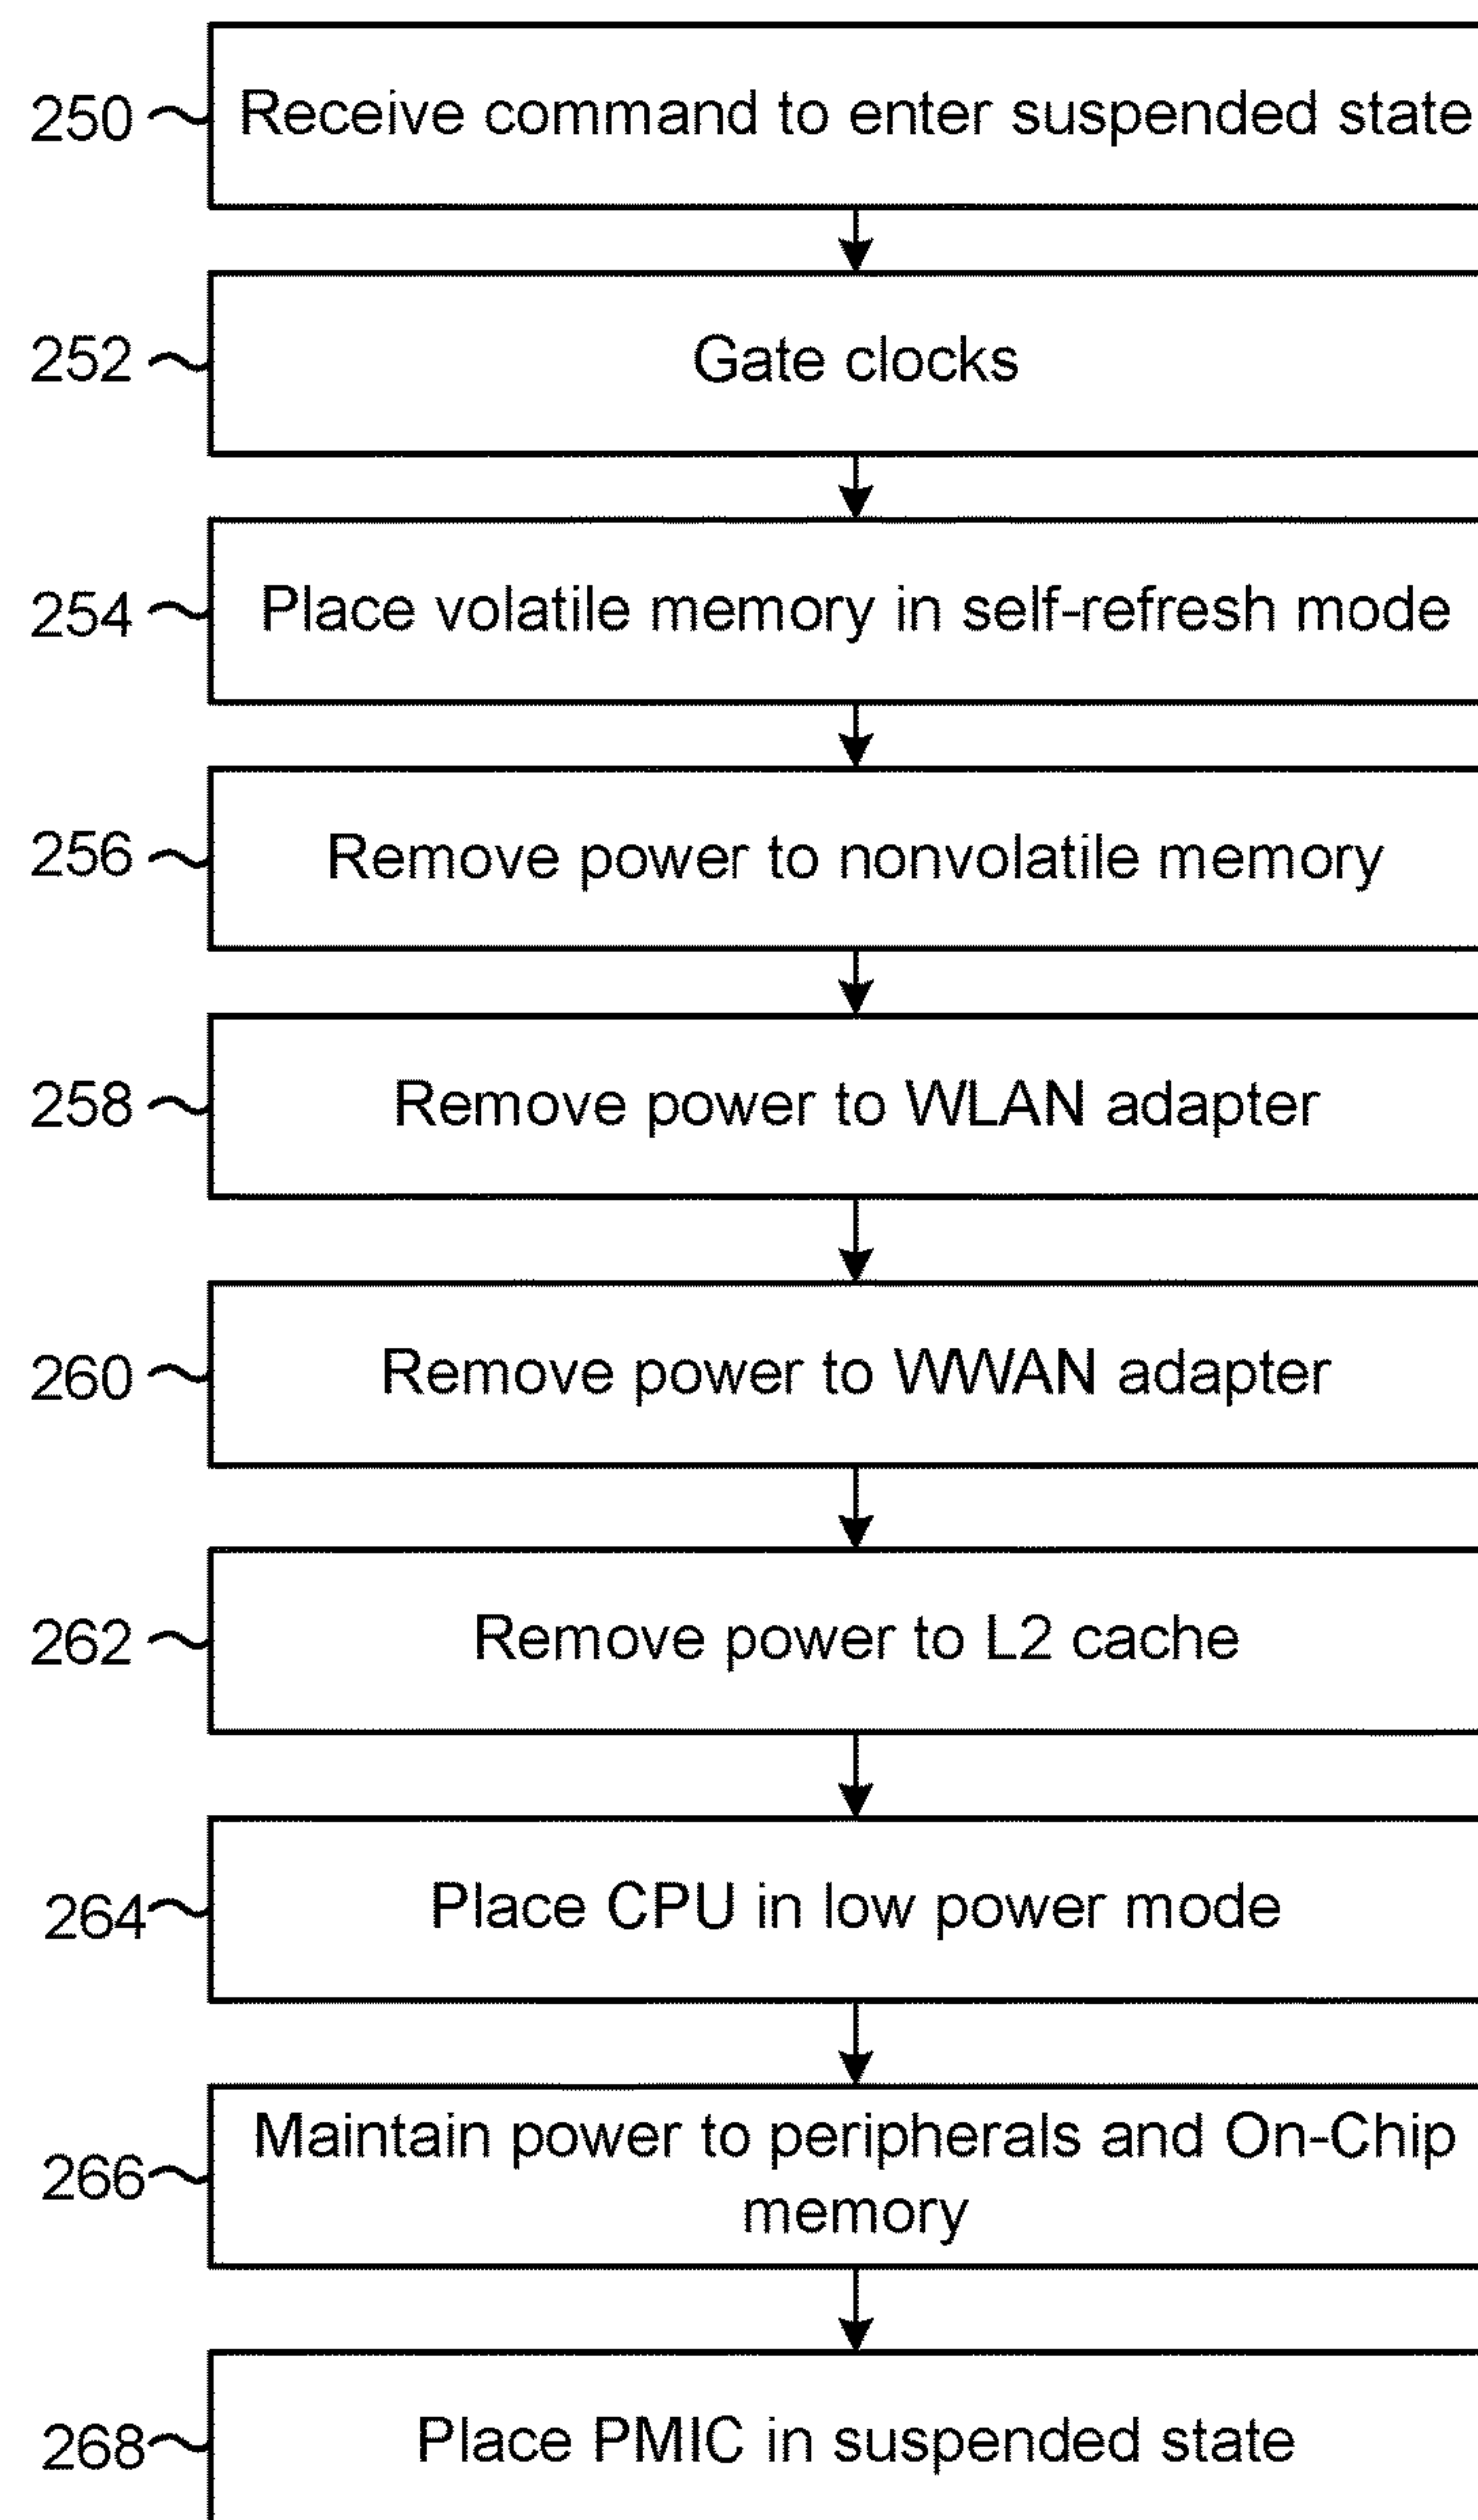 250 Receive command to enter suspended state
252 Gate clocks
254 Place volatile memory in self-refresh mode
256 Remove power to nonvolatile memory
258 Remove power to WLAN adapter
260 Remove power to WWAN adapter
262 Remove power to L2 cache
264 Place CPU in low power mode
266 Maintain power to peripherals and On-Chip
memory
268 Place PMIC in suspended state